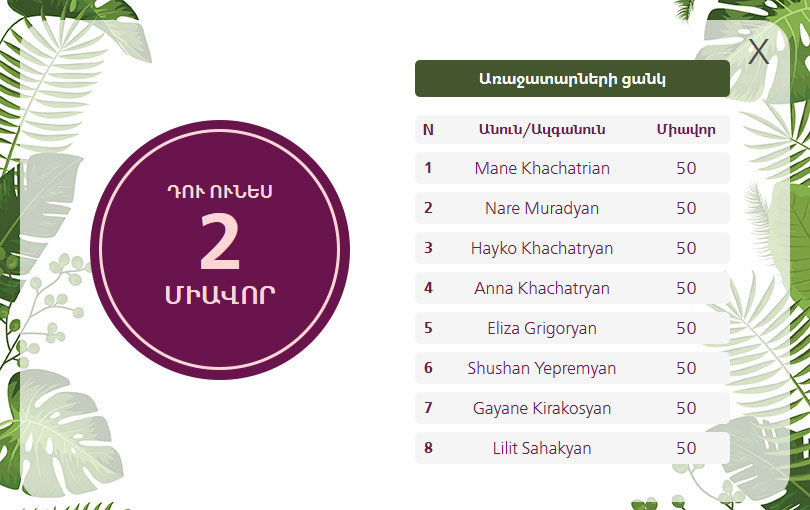 X
Առաջատարների ցանկ
ԴՈՒ ՈՒՆԵՍ
2
ՄԻԱՎՈՐ
N Անուն/Ազգանուն Միավոր
1 Mane Khachatrian 50
2 Nare Muradyan 50
3 Hayko Khachatryan 50
4 Anna Khachatryan 50
5 Eliza Grigoryan 50
6 Shushan Yepremyan 50
7 Gayane Kirakosyan 50
8 Lilit Sahakyan 50